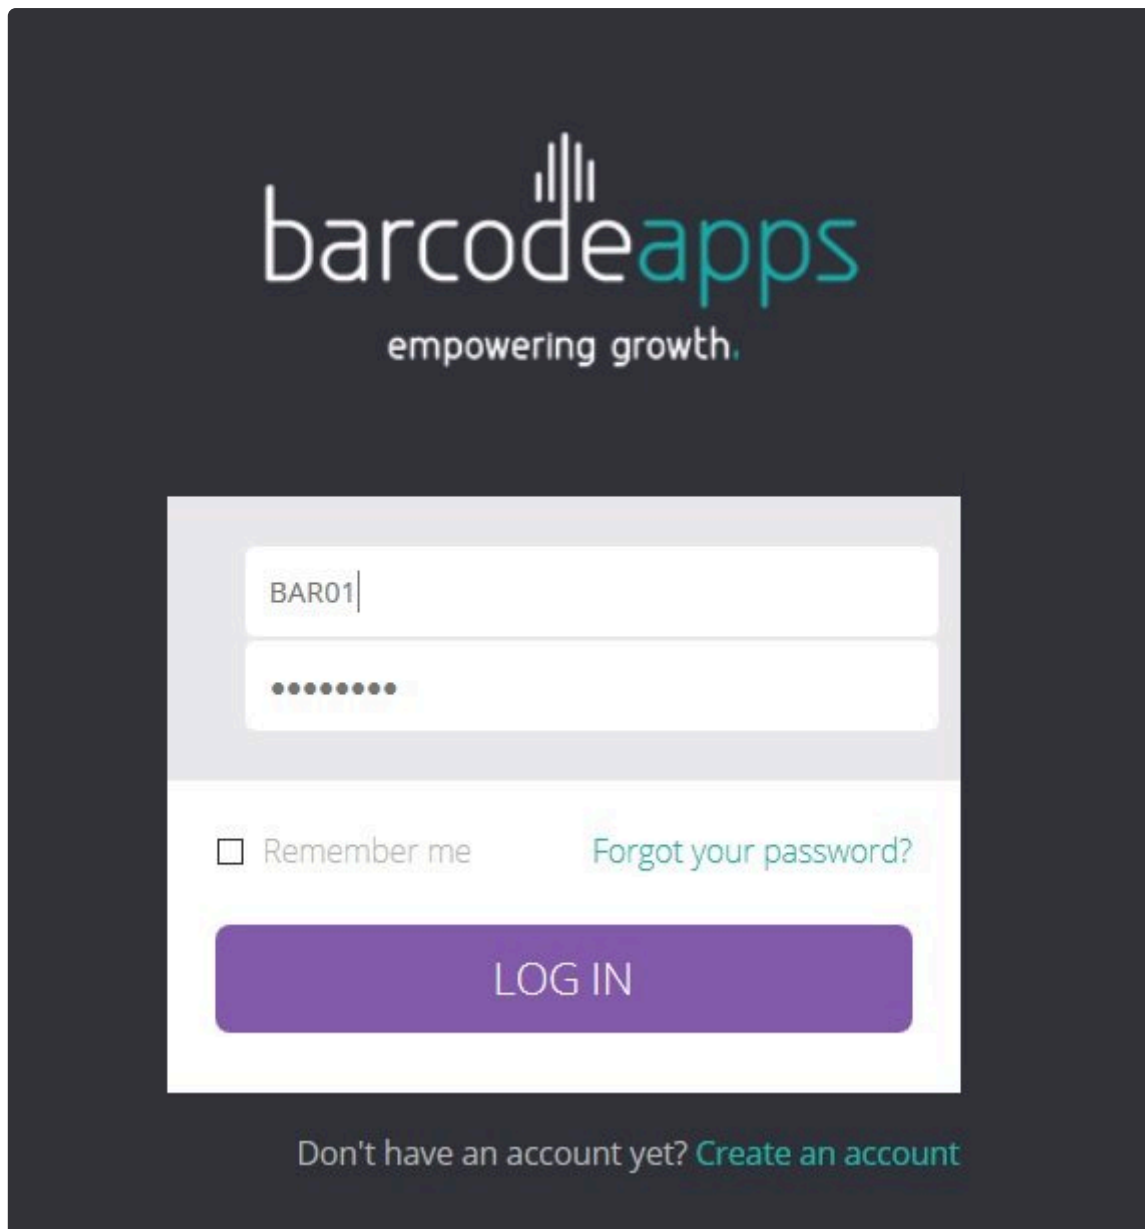 barcodeapps
empowering growth.
BAR01
••••••••
Remember me Forgot your password?
LOG IN
Don't have an account yet? Create an account